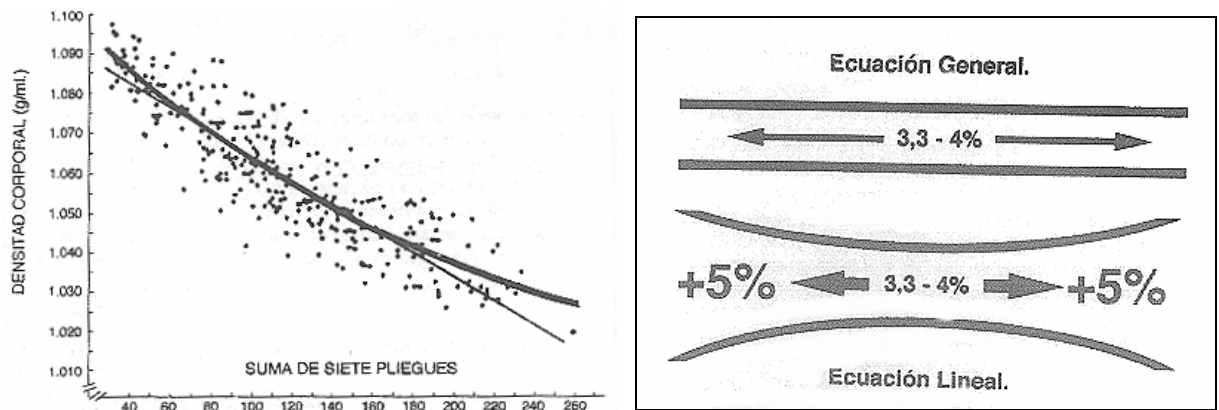 1.100
1.090
1.080
1.070
1.060
1.050
1.040
1.030
1.020
1.010
DENSITAD CORPORAL (g/ml.)
SUMA DE SIETE PLIEGUES
40 60 80 100 120 140 160 180 200 220 240 260
Ecuación General.
3,3 - 4%
+5% 3,3 - 4% +5%
Ecuación Lineal.